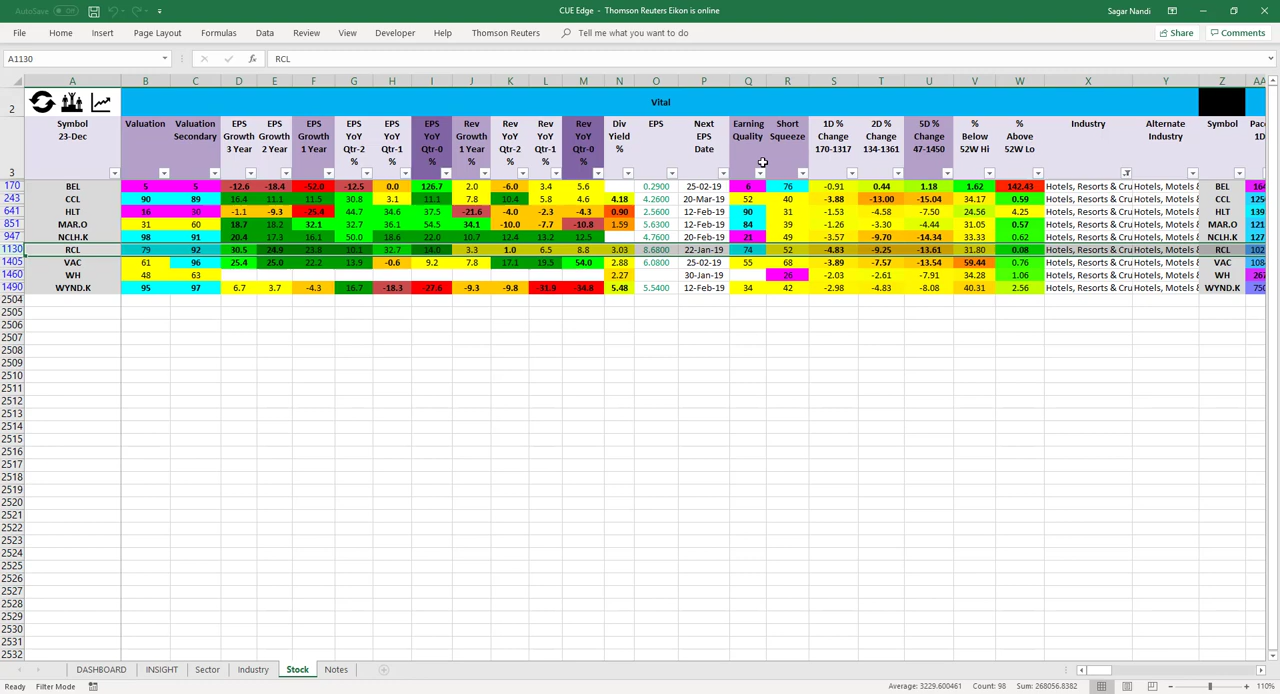 AutoSave Off
CUE Edge - Thomson Reuters Eikon is online
Sagar Nandi
File Home Insert Page Layout Formulas Data Review View Developer Help Thomson Reuters Tell me what you want to do Share Comments
A1130 fx RCL
A B C D E F G H I J K L M N O P Q R S T U V W X Y Z AA
2 Vital
3 Symbol 23-Dec Valuation Valuation Secondary EPS Growth 3 Year EPS Growth 2 Year EPS Growth 1 Year EPS YoY Qtr-2 % EPS YoY Qtr-1 % EPS YoY Qtr-0 % Rev Growth 1 Year Rev YoY Qtr-2 % Rev YoY Qtr-1 % Rev YoY Qtr-0 % Div Yield % EPS Next EPS Date Earning Quality Short Squeeze 1D % Change 170-1317 2D % Change 134-1361 5D % Change 47-1450 % Below 52W Hi % Above 52W Lo Industry Alternate Industry Symbol Pace 1D
170 BEL 5 5 -12.6 -18.4 -52.0 -12.5 0.0 126.7 2.0 -6.0 3.4 5.6 0.2900 25-02-19 6 76 -0.91 0.44 1.18 1.62 142.43 Hotels, Resorts & Cru Hotels, Motels & BEL
243 CCL 90 89 16.4 11.1 11.5 30.8 3.1 11.1 7.8 10.4 5.8 4.6 4.18 4.2600 20-Mar-19 52 40 -3.88 -13.00 -15.04 34.17 0.59 Hotels, Resorts & Cru Hotels, Motels & CCL
641 HLT 16 30 -1.1 -9.3 -25.4 44.7 34.6 37.5 -21.6 -4.0 -2.3 -4.3 0.90 2.5600 12-Feb-19 90 31 -1.53 -4.58 -7.50 24.56 4.25 Hotels, Resorts & Cru Hotels, Motels & HLT
851 MAR.O 31 60 18.7 18.2 32.1 32.7 36.1 54.5 34.1 -10.0 -7.7 -10.8 1.59 5.6300 12-Feb-19 84 39 -1.26 -3.30 -4.44 31.05 0.57 Hotels, Resorts & Cru Hotels, Motels & MAR.O
947 NCLH.K 98 91 20.4 17.3 16.1 50.0 18.6 22.0 10.7 12.4 13.2 12.5 4.7600 20-Feb-19 21 49 -3.57 -9.70 -14.34 33.33 0.62 Hotels, Resorts & Cru Hotels, Motels & NCLH.K
1130 RCL 79 92 30.5 24.9 23.8 10.1 32.7 14.0 3.3 1.0 6.5 8.8 3.03 8.6800 22-Jan-19 74 52 -4.83 -9.25 -13.61 31.80 0.08 Hotels, Resorts & Cru Hotels, Motels & RCL
1405 VAC 61 96 25.4 25.0 22.2 13.9 -0.6 9.2 7.8 17.1 19.5 54.0 2.88 6.0800 25-02-19 55 68 -3.89 -7.57 -13.54 59.44 0.76 Hotels, Resorts & Cru Hotels, Motels & VAC
1460 WH 48 63 2.27 30-Jan-19 26 -2.03 -2.61 -7.91 34.28 1.06 Hotels, Resorts & Cru Hotels, Motels & WH
1490 WYND.K 95 97 6.7 3.7 -4.3 16.7 -18.3 -27.6 -9.3 -9.8 -31.9 -34.8 5.48 5.5400 12-Feb-19 34 42 -2.98 -4.83 -8.08 40.31 2.56 Hotels, Resorts & Cru Hotels, Motels & WYND.K 750
2504
2505
2506
2507
2508
2509
2510
2511
2512
2513
2514
2515
2516
2517
2518
2519
2520
2521
2522
2523
2524
2525
2526
2527
2528
2529
2530
2531
2532
DASHBOARD INSIGHT Sector Industry Stock Notes
Ready Filter Mode Average: 3229.600461 Count: 98 Sum: 268056.8382 110%